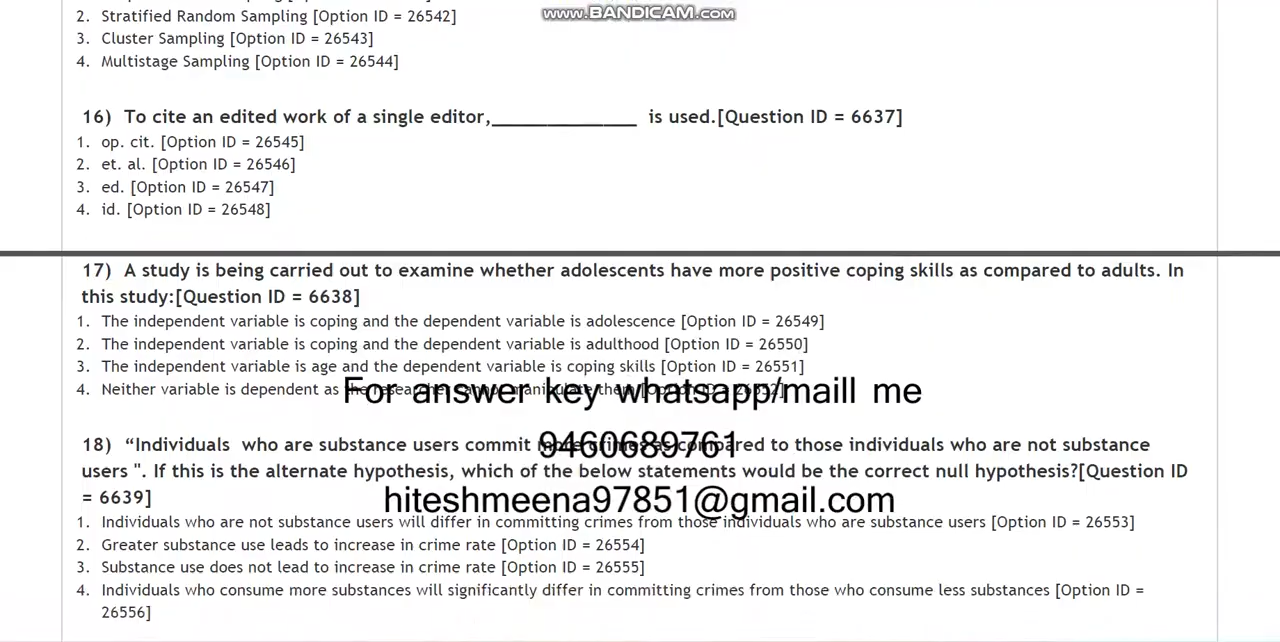 www.BANDICAM.com
2. Stratified Random Sampling [Option ID = 26542]
3. Cluster Sampling [Option ID = 26543]
4. Multistage Sampling [Option ID = 26544]
16) To cite an edited work of a single editor,______________ is used.[Question ID = 6637]
1. op. cit. [Option ID = 26545]
2. et. al. [Option ID = 26546]
3. ed. [Option ID = 26547]
4. id. [Option ID = 26548]
17) A study is being carried out to examine whether adolescents have more positive coping skills as compared to adults. In
this study:[Question ID = 6638]
1. The independent variable is coping and the dependent variable is adolescence [Option ID = 26549]
2. The independent variable is coping and the dependent variable is adulthood [Option ID = 26550]
3. The independent variable is age and the dependent variable is coping skills [Option ID = 26551]
4. Neither variable is dependent as the researcher cannot manipulate them [Option ID = 26552]
For answer key whatsapp/maill me
18) “Individuals who are substance users commit more crimes as compared to those individuals who are not substance
9460689761
users ". If this is the alternate hypothesis, which of the below statements would be the correct null hypothesis?[Question ID
= 6639]
hiteshmeena97851@gmail.com
1. Individuals who are not substance users will differ in committing crimes from those individuals who are substance users [Option ID = 26553]
2. Greater substance use leads to increase in crime rate [Option ID = 26554]
3. Substance use does not lead to increase in crime rate [Option ID = 26555]
4. Individuals who consume more substances will significantly differ in committing crimes from those who consume less substances [Option ID =
26556]